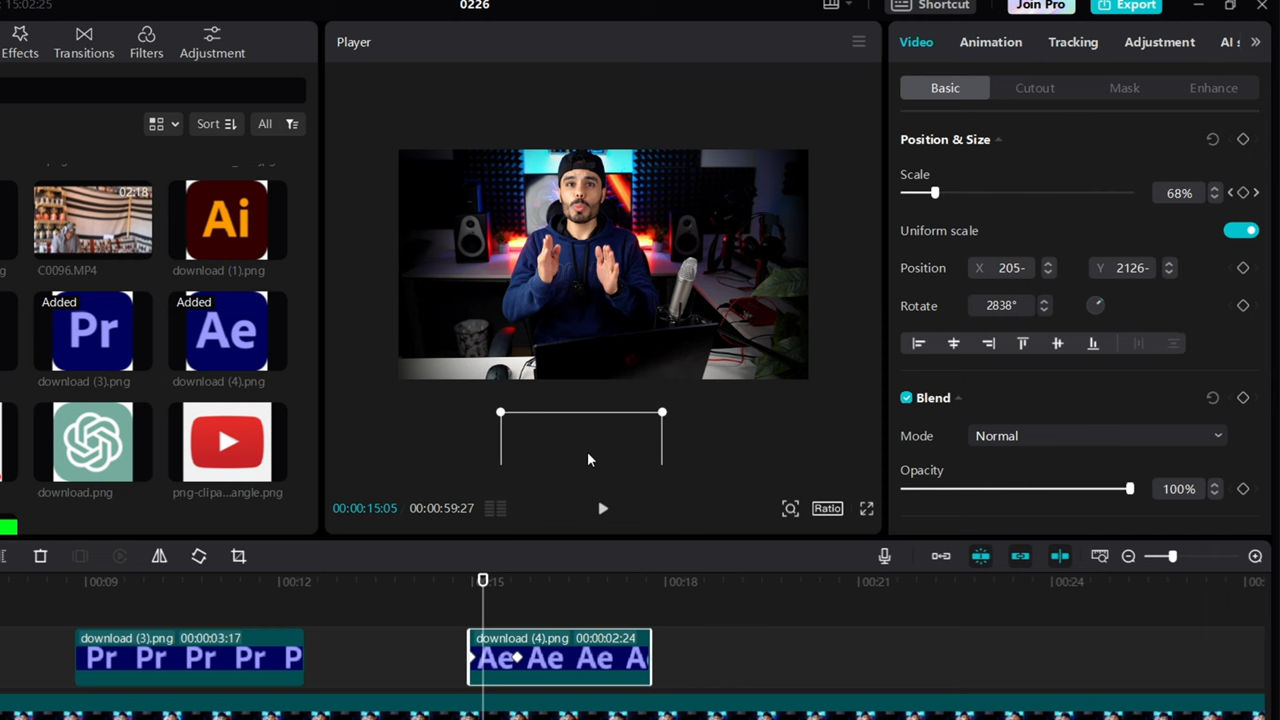 15:02:25
0226
Shortcut
Join Pro
Export
Effects
Transitions
Filters
Adjustment
Player
Video
Animation
Tracking
Adjustment
Basic
Cutout
Mask
Enhance
Sort
All
Position & Size
Scale
68%
Uniform scale
Position
X 205-
Y 2126-
Rotate
2838°
02:18
C0096.MP4
Ai
download (1).png
Added
Pr
download (3).png
Added
Ae
download (4).png
download.png
png-clipa...angle.png
Blend
Mode
Normal
Opacity
100%
00:00:15:05
00:00:59:27
Ratio
00:09
00:12
00:15
00:18
00:21
00:24
download (3).png 00:00:03:17
Pr Pr Pr Pr P
download (4).png 00:00:02:24
Ae Ae Ae A